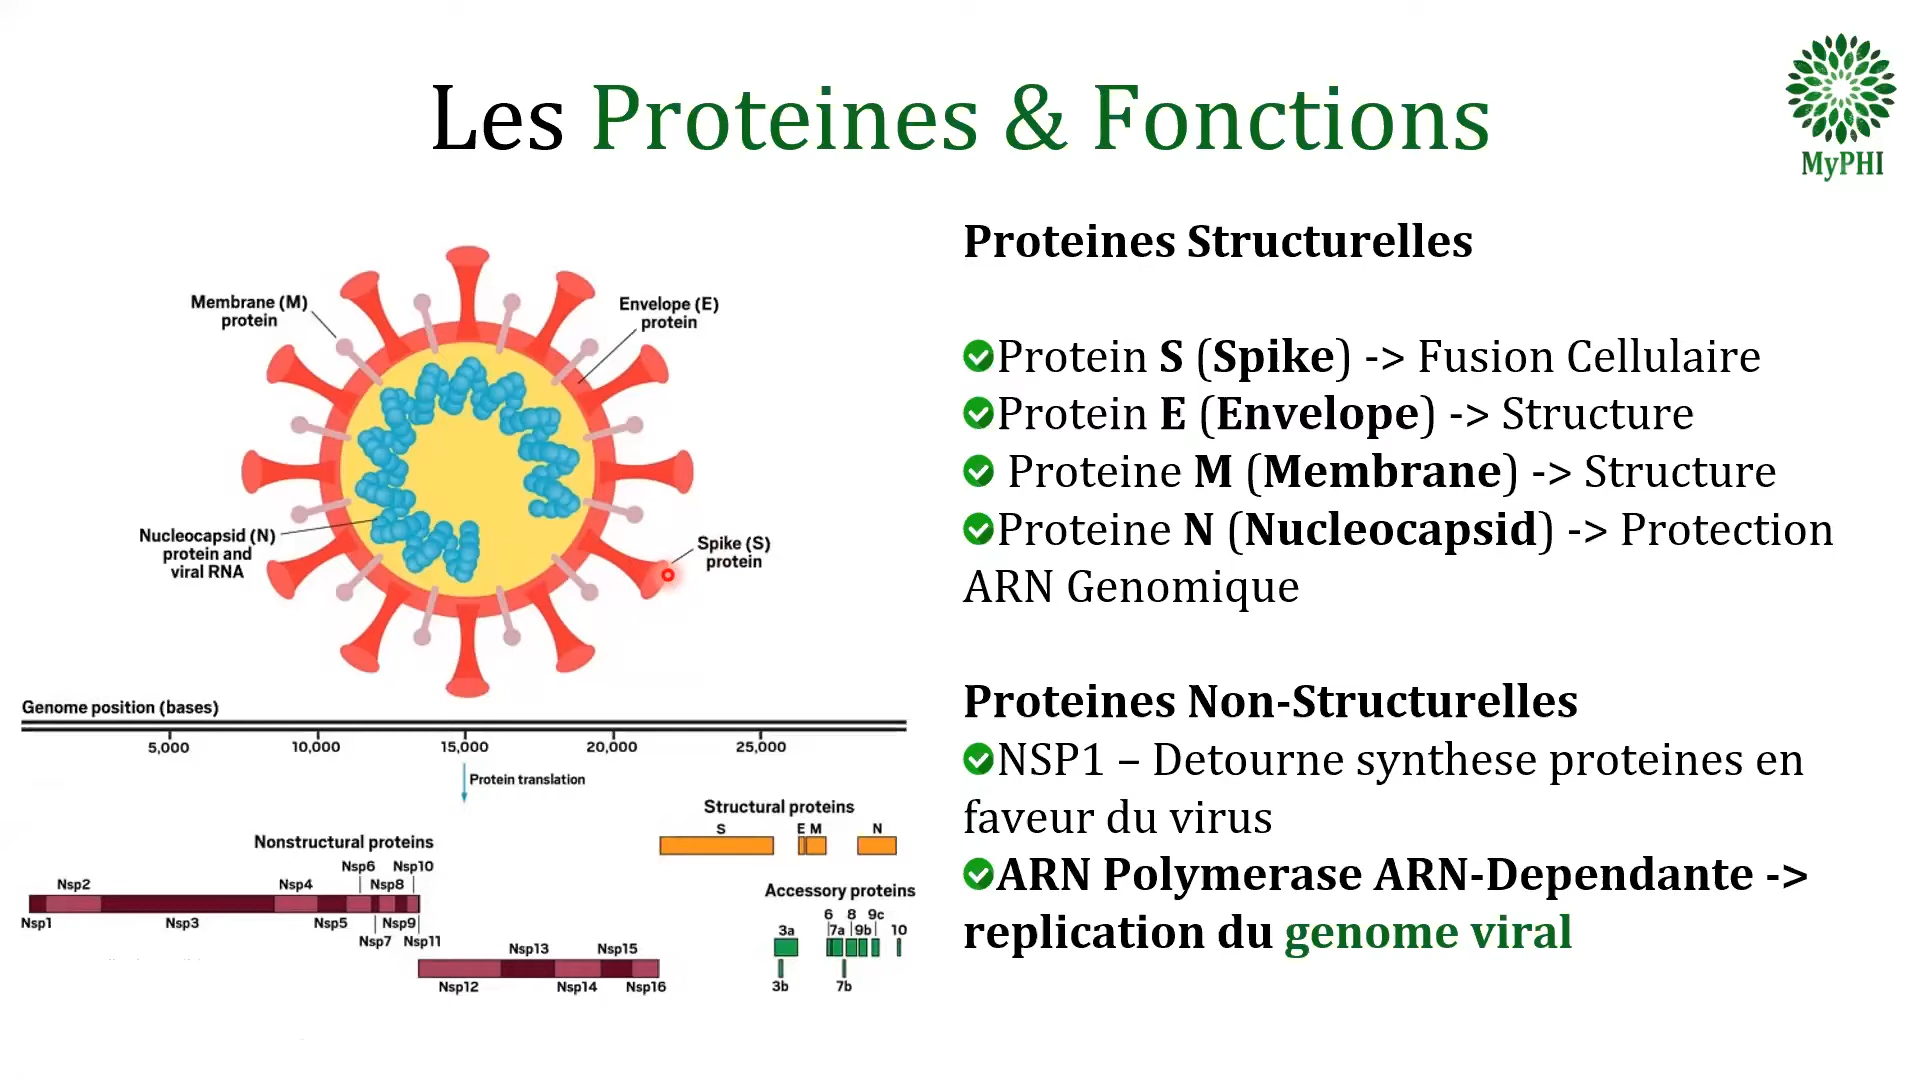 Les Proteines & Fonctions
MyPHI
Membrane (M)
protein
Envelope (E)
protein
Nucleocapsid (N)
protein and
viral RNA
Spike (S)
protein
Genome position (bases)
5,000 10,000 15,000 20,000 25,000
Protein translation
Structural proteins
S E M N
Nonstructural proteins
Nsp6 Nsp10
Nsp2 Nsp4 Nsp8
Nsp1 Nsp3 Nsp5 Nsp9
Nsp7 Nsp11
Nsp13 Nsp15
Nsp12 Nsp14 Nsp16
Accessory proteins
6 8 9c
3a 7a 9b 10
3b 7b
Proteines Structurelles
Protein S (Spike) -> Fusion Cellulaire
Protein E (Envelope) -> Structure
Proteine M (Membrane) -> Structure
Proteine N (Nucleocapsid) -> Protection
ARN Genomique
Proteines Non-Structurelles
NSP1 – Detourne synthese proteines en
faveur du virus
ARN Polymerase ARN-Dependante ->
replication du genome viral